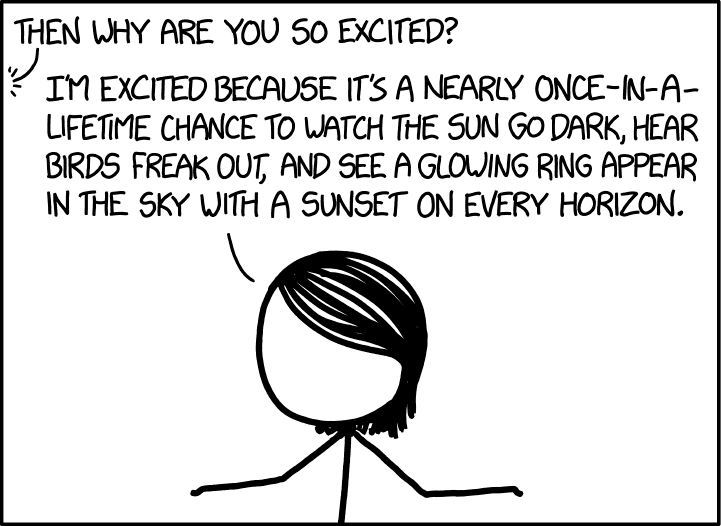 THEN WHY ARE YOU SO EXCITED?
I'M EXCITED BECAUSE IT'S A NEARLY ONCE-IN-A-
LIFETIME CHANCE TO WATCH THE SUN GO DARK, HEAR
BIRDS FREAK OUT, AND SEE A GLOWING RING APPEAR
IN THE SKY WITH A SUNSET ON EVERY HORIZON.